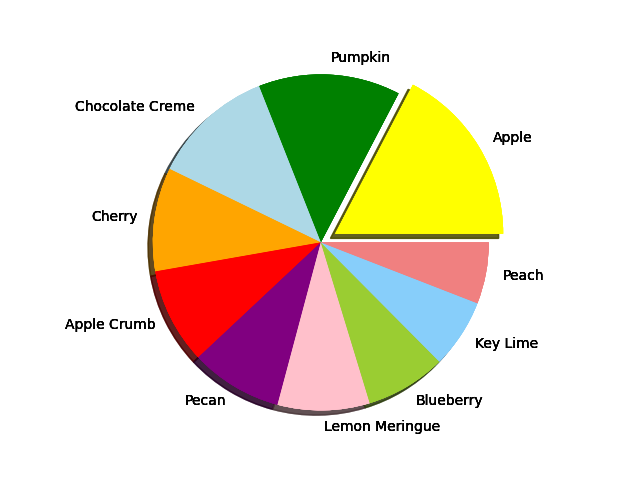 Pumpkin
Chocolate Creme
Apple
Cherry
Peach
Apple Crumb
Key Lime
Pecan
Blueberry
Lemon Meringue